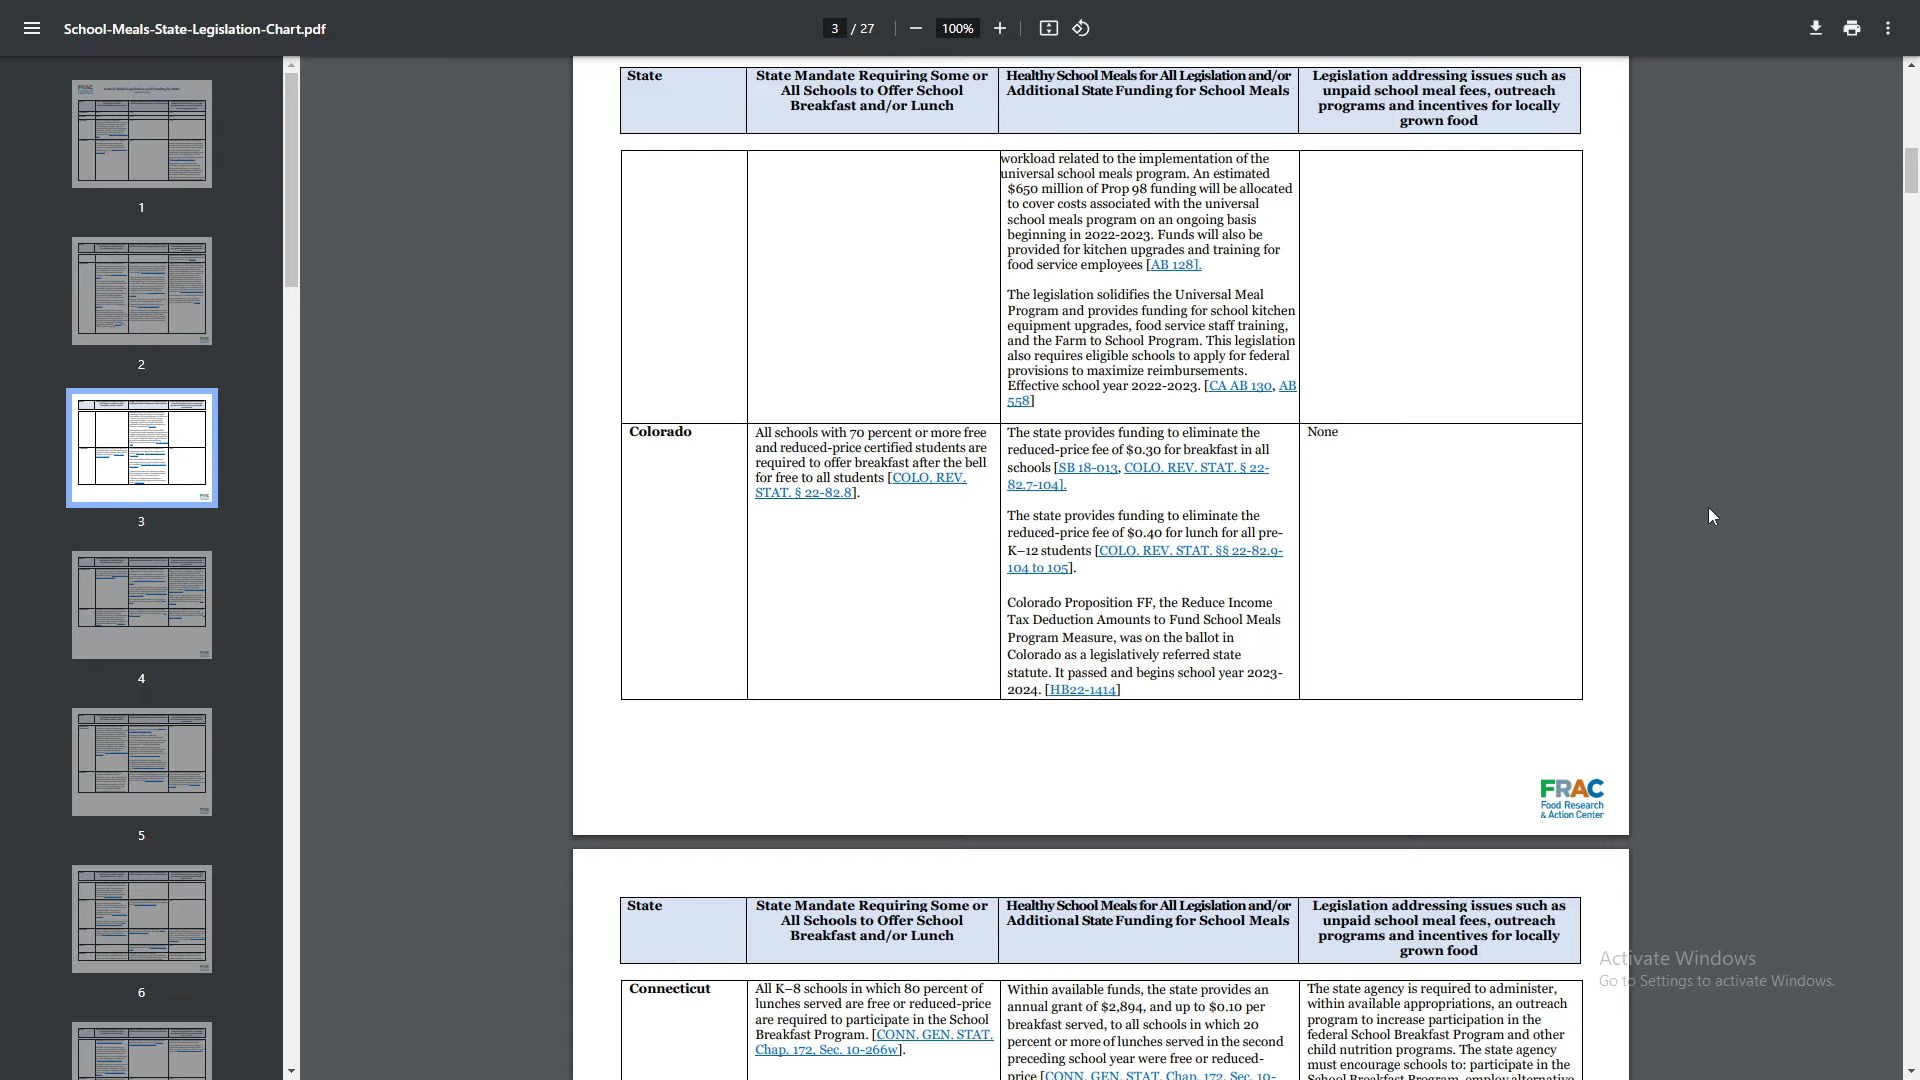 School-Meals-State-Legislation-Chart.pdf
3 / 27
100%
1
2
3
4
5
6
State
State Mandate Requiring Some or
All Schools to Offer School
Breakfast and/or Lunch
Healthy School Meals for All Legislation and/or
Additional State Funding for School Meals
Legislation addressing issues such as
unpaid school meal fees, outreach
programs and incentives for locally
grown food
workload related to the implementation of the
universal school meals program. An estimated
$650 million of Prop 98 funding will be allocated
to cover costs associated with the universal
school meals program on an ongoing basis
beginning in 2022-2023. Funds will also be
provided for kitchen upgrades and training for
food service employees [AB 128].
The legislation solidifies the Universal Meal
Program and provides funding for school kitchen
equipment upgrades, food service staff training,
and the Farm to School Program. This legislation
also requires eligible schools to apply for federal
provisions to maximize reimbursements.
Effective school year 2022-2023. [CA AB 130, AB
558]
Colorado
All schools with 70 percent or more free
and reduced-price certified students are
required to offer breakfast after the bell
for free to all students [COLO. REV.
STAT. § 22-82.8].
The state provides funding to eliminate the
reduced-price fee of $0.30 for breakfast in all
schools [SB 18-013, COLO. REV. STAT. § 22-
82.7-104].
The state provides funding to eliminate the
reduced-price fee of $0.40 for lunch for all pre-
K–12 students [COLO. REV. STAT. §§ 22-82.9-
104 to 105].
Colorado Proposition FF, the Reduce Income
Tax Deduction Amounts to Fund School Meals
Program Measure, was on the ballot in
Colorado as a legislatively referred state
statute. It passed and begins school year 2023-
2024. [HB22-1414]
None
FRAC
Food Research
& Action Center
State
State Mandate Requiring Some or
All Schools to Offer School
Breakfast and/or Lunch
Healthy School Meals for All Legislation and/or
Additional State Funding for School Meals
Legislation addressing issues such as
unpaid school meal fees, outreach
programs and incentives for locally
grown food
Connecticut
All K–8 schools in which 80 percent of
lunches served are free or reduced-price
are required to participate in the School
Breakfast Program. [CONN. GEN. STAT.
Chap. 172, Sec. 10-266w].
Within available funds, the state provides an
annual grant of $2,894, and up to $0.10 per
breakfast served, to all schools in which 20
percent or more of lunches served in the second
preceding school year were free or reduced-
price [CONN. GEN. STAT. Chap. 172, Sec. 10-
The state agency is required to administer,
within available appropriations, an outreach
program to increase participation in the
federal School Breakfast Program and other
child nutrition programs. The state agency
must encourage schools to: participate in the
School Breakfast Program, employ alternative
Activate Windows
Go to Settings to activate Windows.